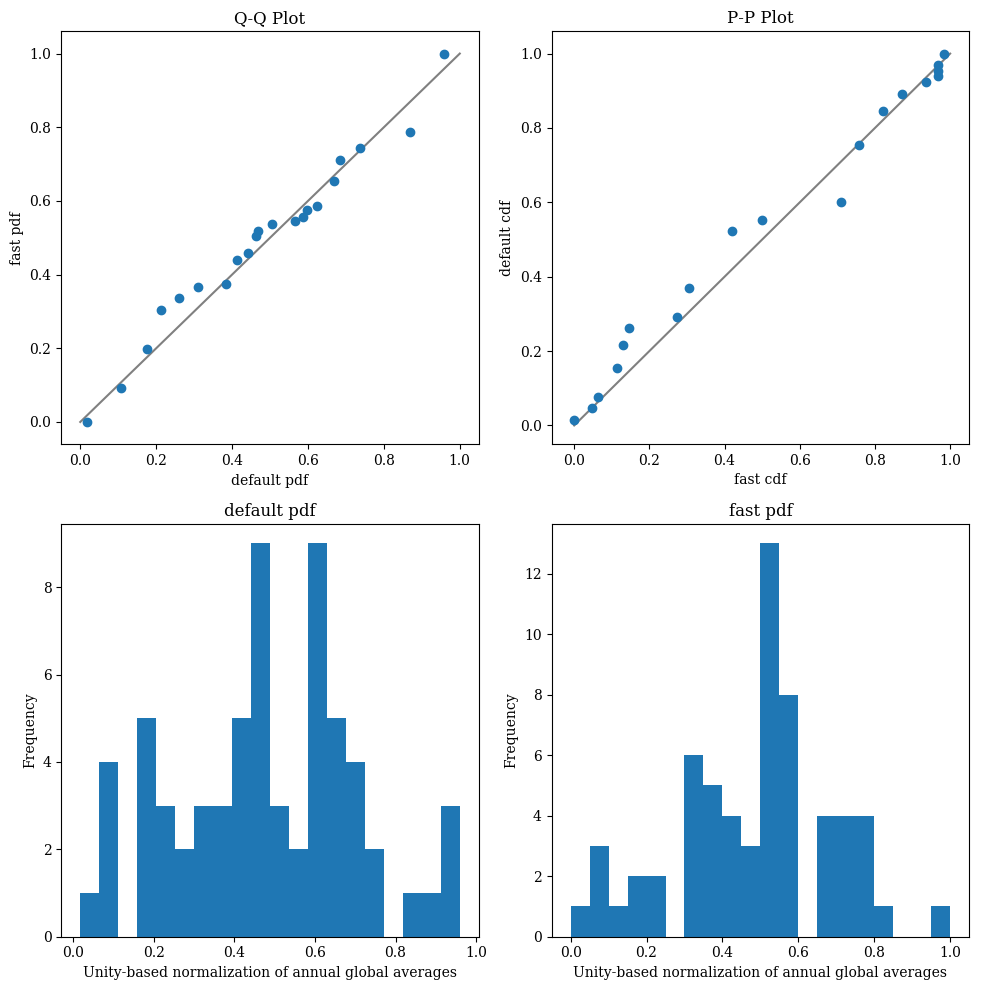 Q-Q Plot
1.0
0.8
0.6
0.4
0.2
0.0
fast pdf
0.0 0.2 0.4 0.6 0.8 1.0
default pdf
P-P Plot
1.0
0.8
0.6
0.4
0.2
0.0
default cdf
0.0 0.2 0.4 0.6 0.8 1.0
fast cdf
default pdf
8
6
4
2
0
Frequency
0.0 0.2 0.4 0.6 0.8 1.0
Unity-based normalization of annual global averages
fast pdf
12
10
8
6
4
2
0
Frequency
0.0 0.2 0.4 0.6 0.8 1.0
Unity-based normalization of annual global averages